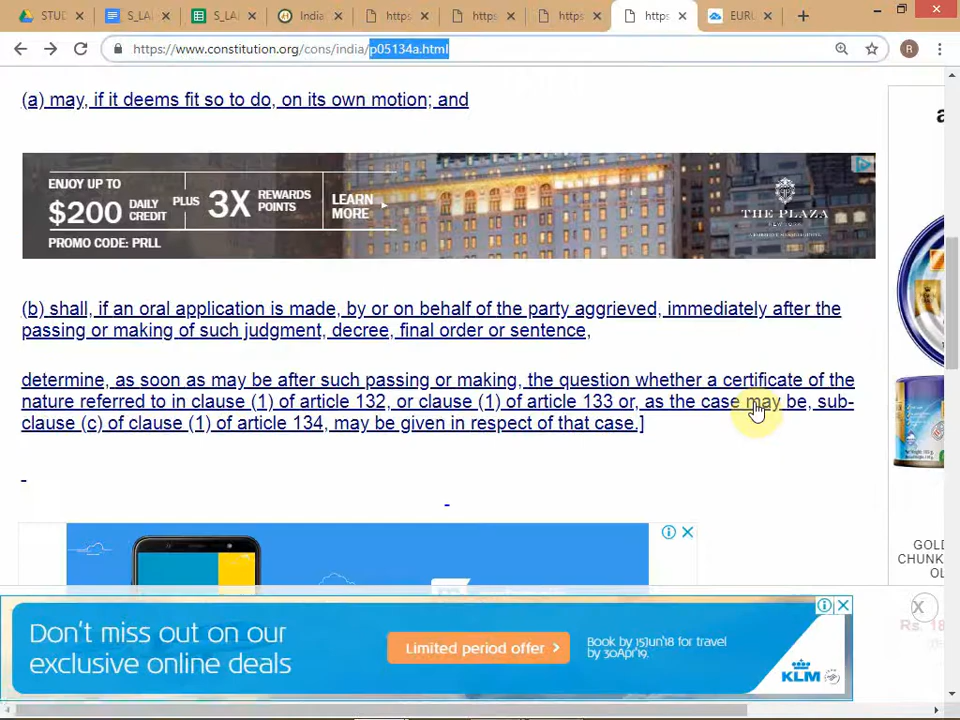 STUD
S_LA
S_LA
India
https
https
https
https
EURL
https://www.constitution.org/cons/india/p05134a.html
R
(a) may, if it deems fit so to do, on its own motion; and
ENJOY UP TO
$200 DAILY CREDIT PLUS 3X REWARDS POINTS LEARN MORE
PROMO CODE: PRLL
THE PLAZA
NEW YORK
(b) shall, if an oral application is made, by or on behalf of the party aggrieved, immediately after the
passing or making of such judgment, decree, final order or sentence,
determine, as soon as may be after such passing or making, the question whether a certificate of the
nature referred to in clause (1) of article 132, or clause (1) of article 133 or, as the case may be, sub-
clause (c) of clause (1) of article 134, may be given in respect of that case.]
GOLD
CHUNK
OL
Rs. 18
X
Don't miss out on our
exclusive online deals
Limited period offer >
Book by 15Jun'18 for travel
by 30Apr'19.
KLM